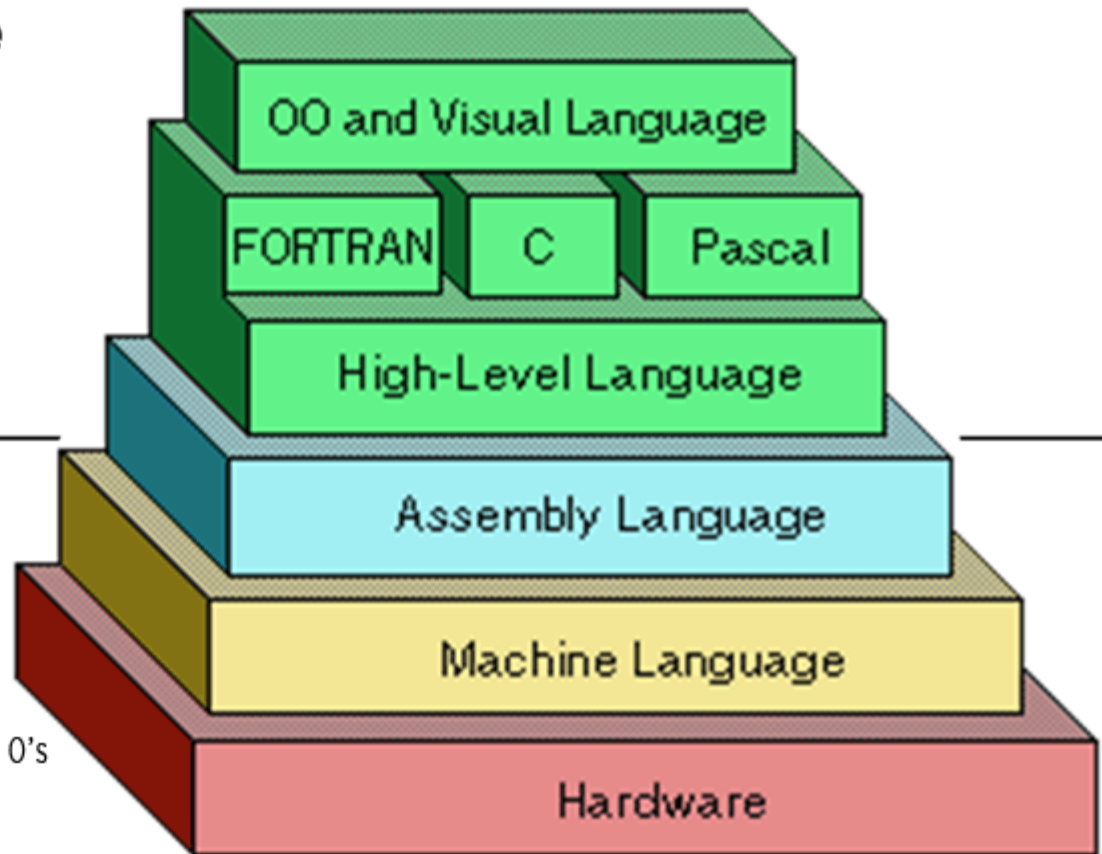 OO and Visual Language
FORTRAN C Pascal
High-Level Language
Assembly Language
Machine Language
0's
Hardware